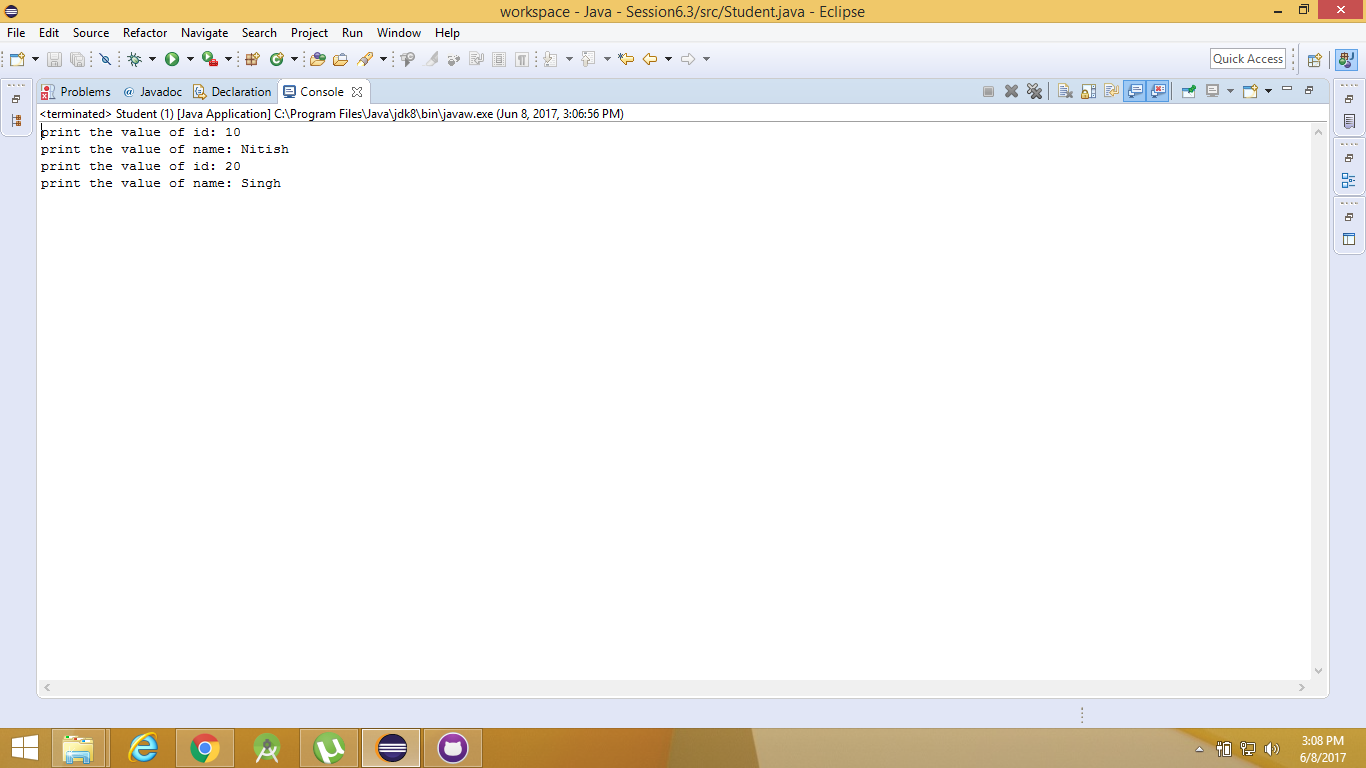 workspace - Java - Session6.3/src/Student.java - Eclipse
File Edit Source Refactor Navigate Search Project Run Window Help
Quick Access
Problems @ Javadoc Declaration Console
<terminated> Student (1) [Java Application] C:\Program Files\Java\jdk8\bin\javaw.exe (Jun 8, 2017, 3:06:56 PM)
print the value of id: 10
print the value of name: Nitish
print the value of id: 20
print the value of name: Singh
3:08 PM
6/8/2017